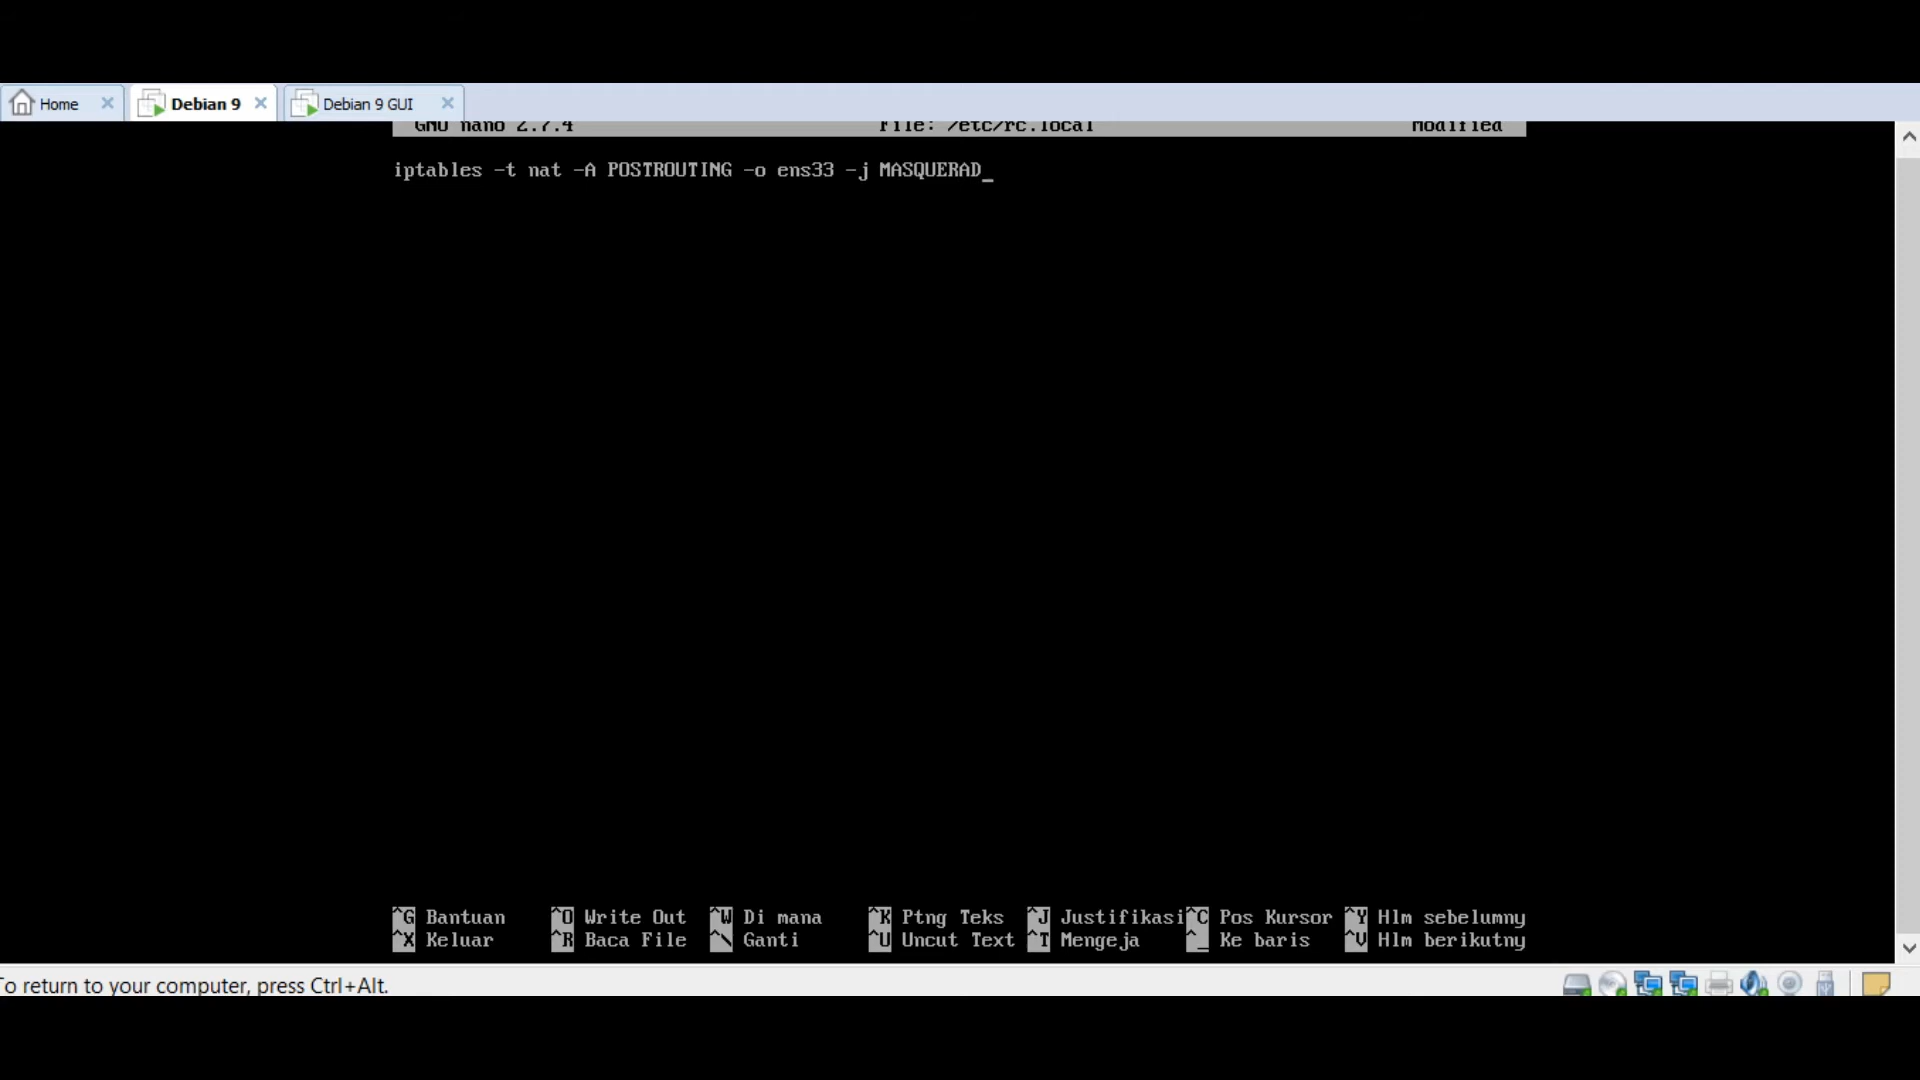 Home
Debian 9
Debian 9 GUI
GNU nano 2.7.4 File: /etc/rc.local Modified
iptables -t nat -A POSTROUTING -o ens33 -j MASQUERAD_
^G Bantuan ^O Write Out ^W Di mana ^K Ptng Teks ^J Justifikasi ^C Pos Kursor ^Y Hlm sebelumny
^X Keluar ^R Baca File ^\ Ganti ^U Uncut Text ^T Mengeja ^_ Ke baris ^V Hlm berikutny
To return to your computer, press Ctrl+Alt.